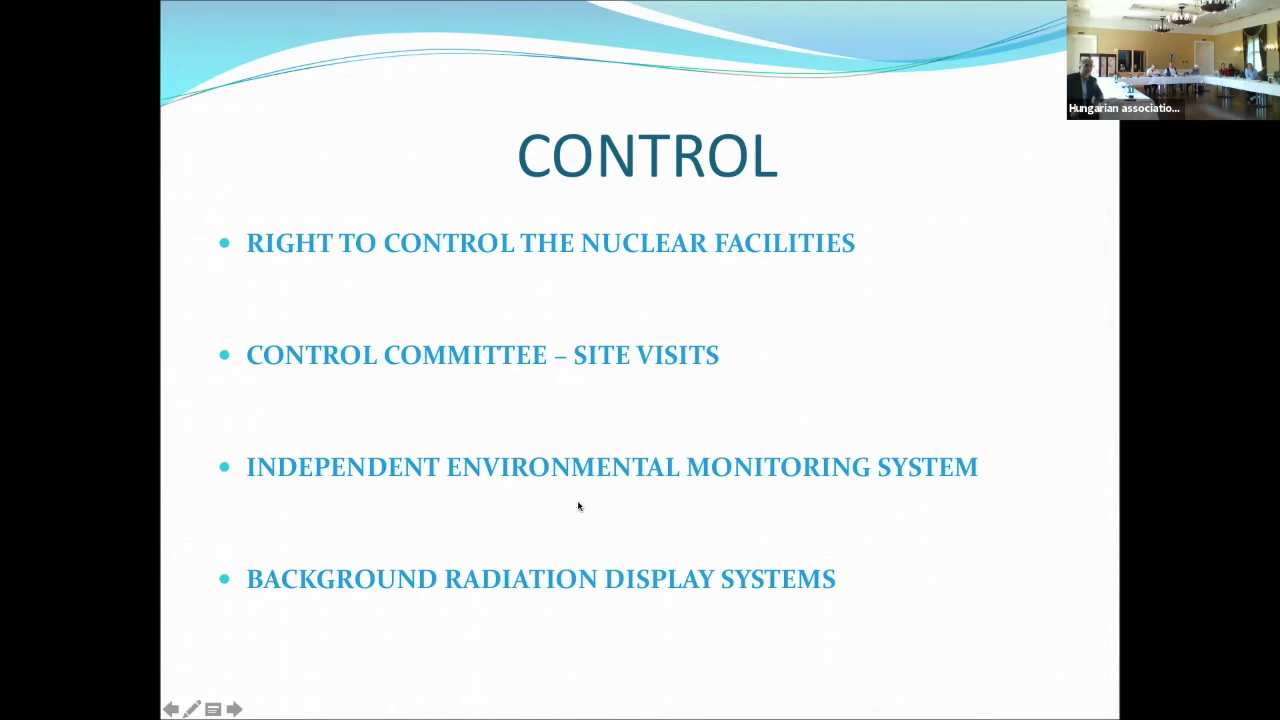 Hungarian associatio...
CONTROL
• RIGHT TO CONTROL THE NUCLEAR FACILITIES
• CONTROL COMMITTEE – SITE VISITS
• INDEPENDENT ENVIRONMENTAL MONITORING SYSTEM
• BACKGROUND RADIATION DISPLAY SYSTEMS